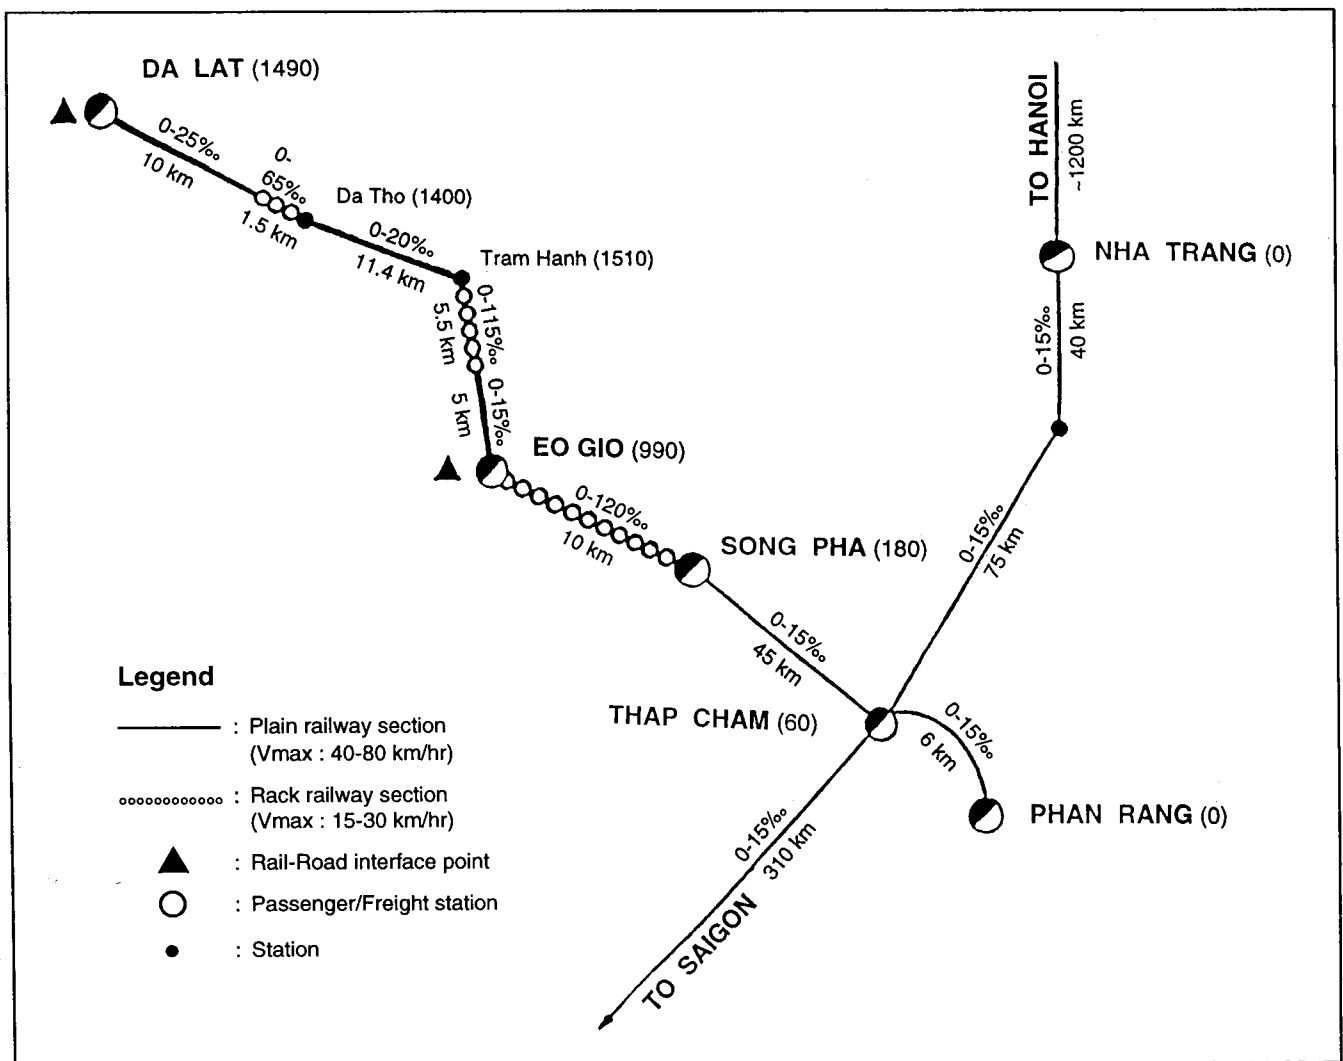 DA LAT (1490)
0-25‰
10 km
0-
65‰
1.5 km
Da Tho (1400)
0-20‰
11.4 km
Tram Hanh (1510)
0-115‰
5.5 km
0-15‰
5 km
EO GIO (990)
0-120‰
10 km
SONG PHA (180)
0-15‰
45 km
THAP CHAM (60)
TO HANOI
~1200 km
NHA TRANG (0)
0-15‰
40 km
0-15‰
75 km
0-15‰
6 km
PHAN RANG (0)
0-15‰
310 km
TO SAIGON
Legend
: Plain railway section
(Vmax : 40-80 km/hr)
: Rack railway section
(Vmax : 15-30 km/hr)
: Rail-Road interface point
: Passenger/Freight station
: Station